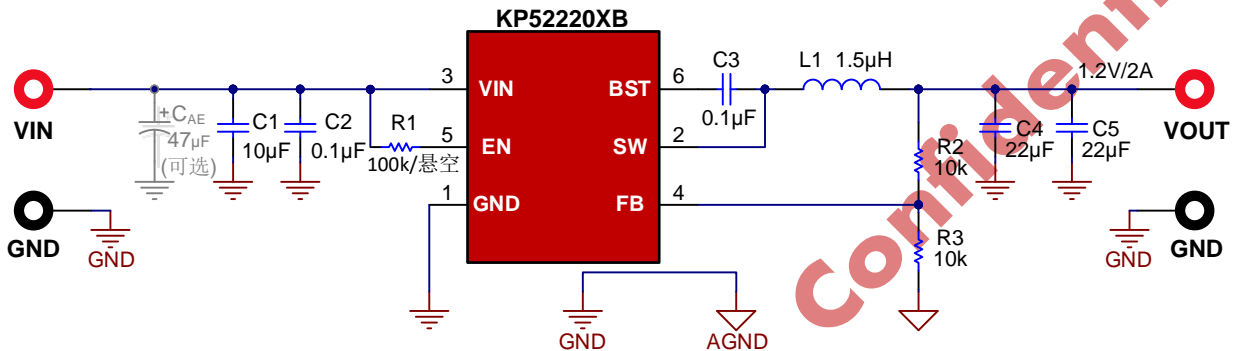 KP52220XB
VIN
+CAE
47μF
(可选)
C1
10μF
C2
0.1μF
R1
100k/悬空
3
5
1
VIN
EN
GND
BST
SW
FB
6
2
4
C3
0.1μF
L1 1.5μH
1.2V/2A
R2
10k
R3
10k
C4
22μF
C5
22μF
VOUT
GND
GND
GND
AGND
GND
GND
Confidenti